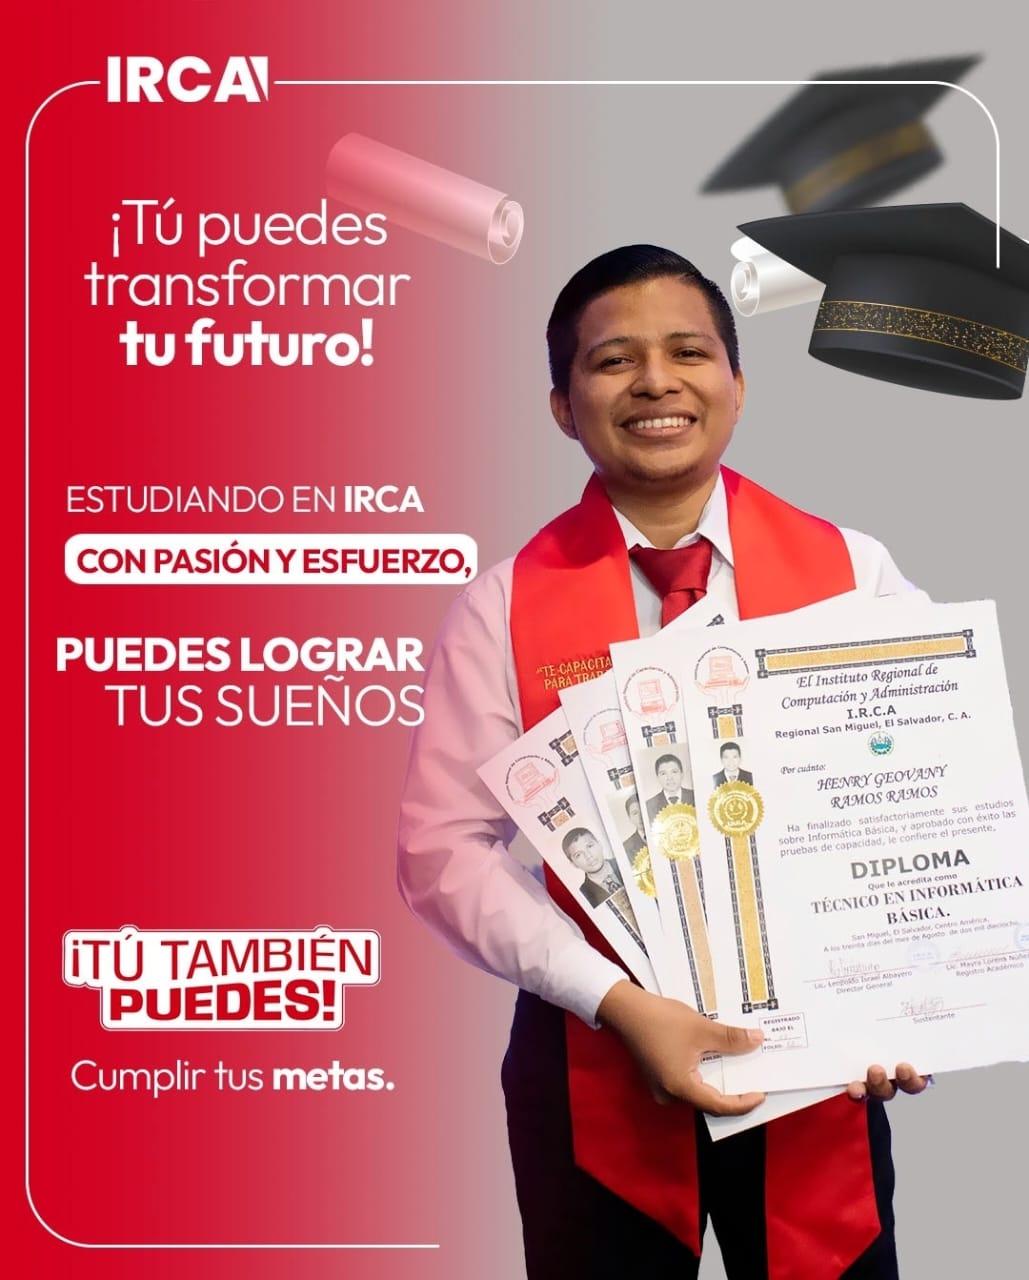 IRCA
¡Tú puedes
transformar
tu futuro!
ESTUDIANDO EN IRCA
CON PASIÓN Y ESFUERZO,
PUEDES LOGRAR
TUS SUEÑOS
¡TÚ TAMBIÉN
PUEDES!
Cumplir tus metas.
"TE CAPACITA
PARA
El Instituto Regional de
Computación y Administración
I.R.C.A
Regional San Miguel, El Salvador, C. A.
Por cuánto:
HENRY GEOVANY
RAMOS RAMOS
Ha finalizado satisfactoriamente sus estudios
sobre Informática Básica, y aprobado con éxito las
pruebas de capacidad, le confiere el presente,
DIPLOMA
Que le acredita como
TÉCNICO EN INFORMÁTICA
BÁSICA.
San Miguel, El Salvador, Centro América,
A los treinta días del mes de Agosto de dos mil dieciocho.
Lic. Leopoldo Israel Albayero
Director General
Lic. Mayra Lorena Núñez
Registro Académico
Sustentante
REGISTRADO
BAJO EL
No.
FOLIO